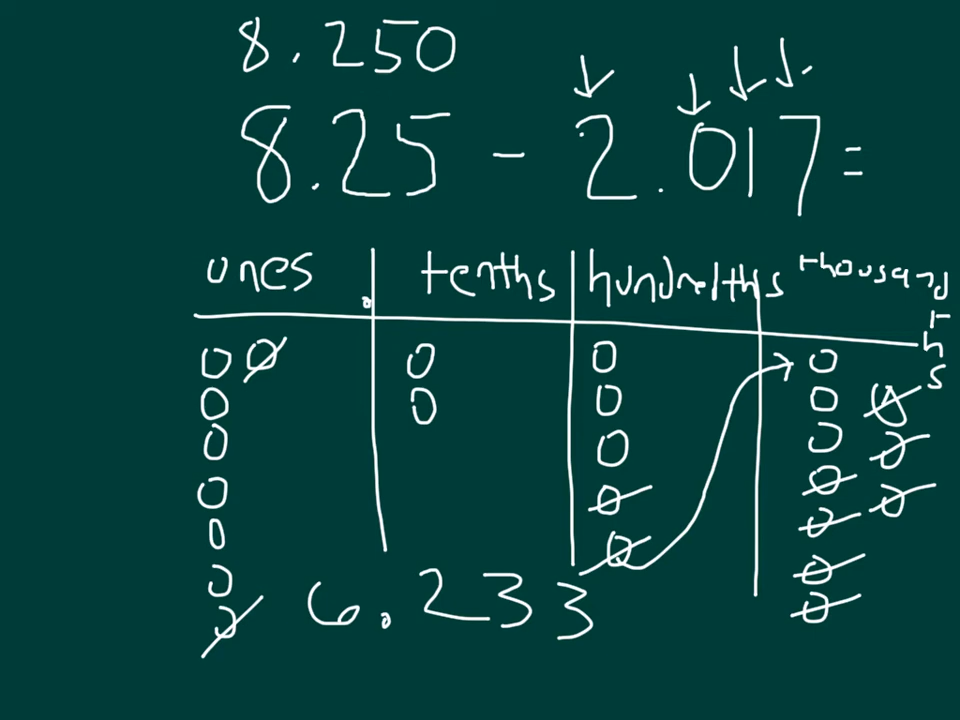 8.250
8.25 - 2.017 =
ones . tenths hundredths thousandths
6.233